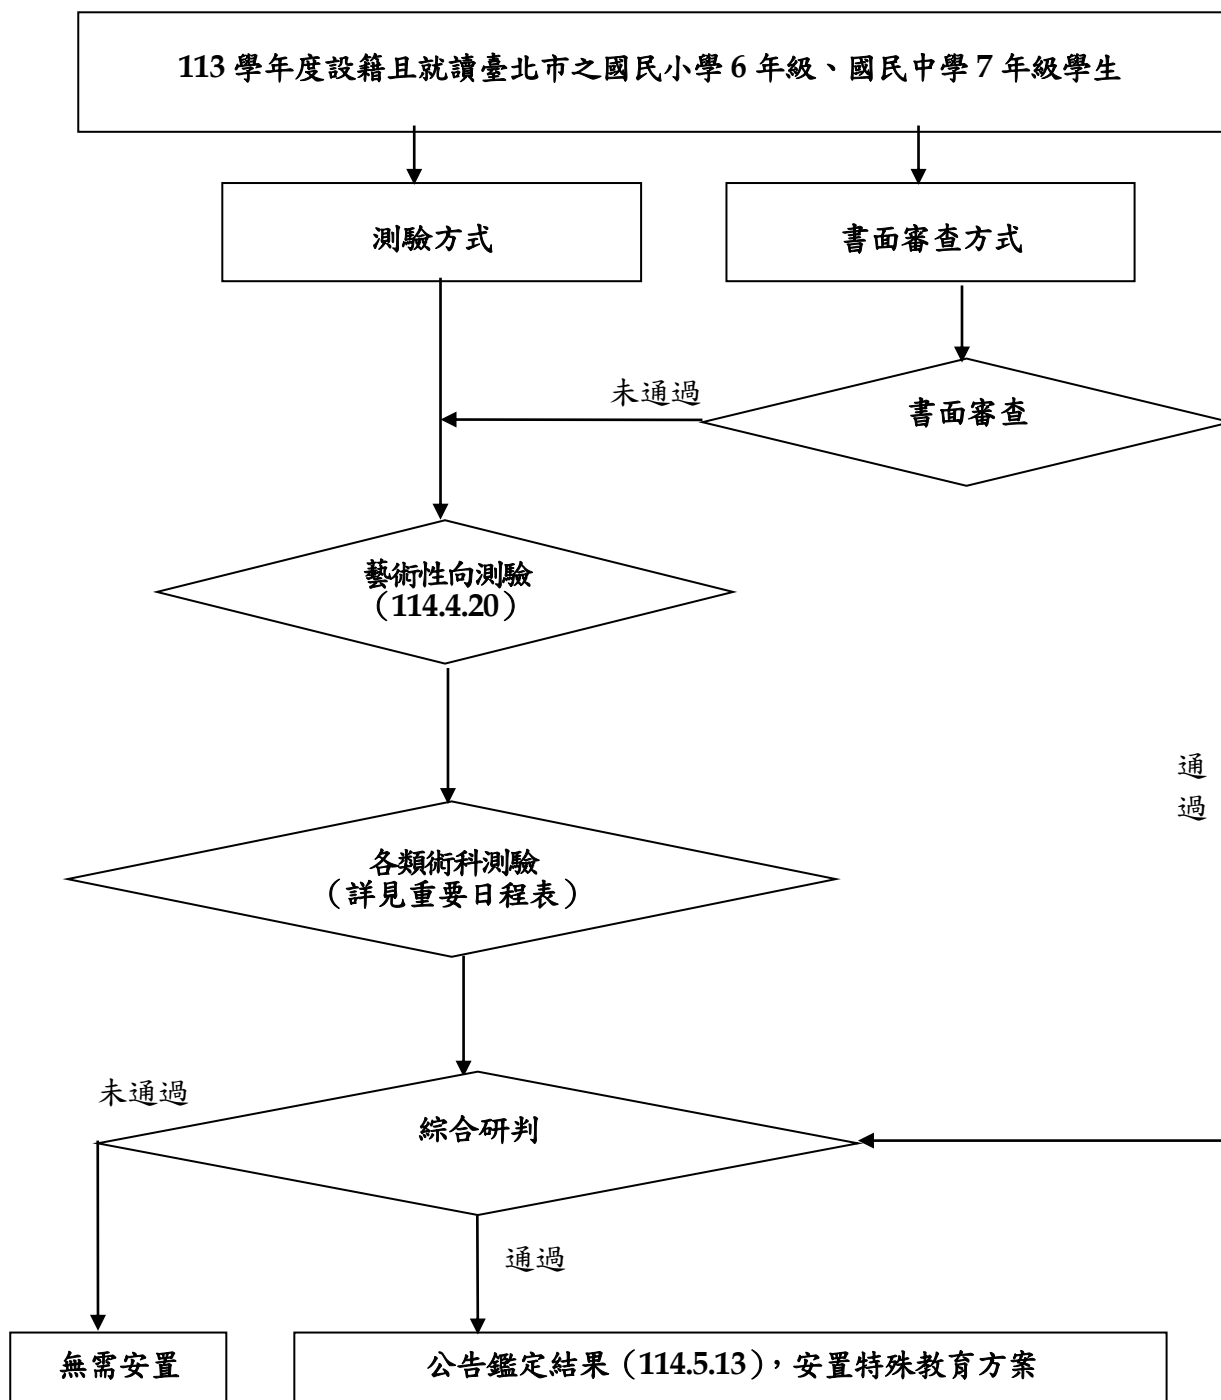 113 學年度設籍且就讀臺北市之國民小學 6 年級、國民中學 7 年級學生
測驗方式
書面審查方式
未通過
書面審查
藝術性向測驗
（114.4.20）
通
過
各類術科測驗
（詳見重要日程表）
未通過
綜合研判
通過
無需安置
公告鑑定結果（114.5.13），安置特殊教育方案